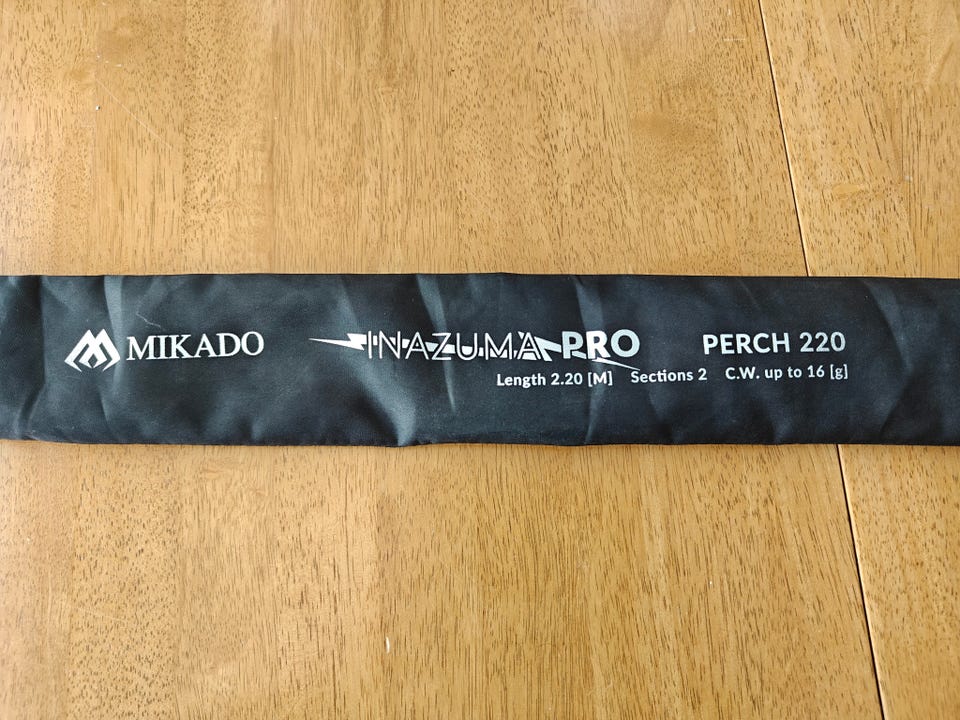 MIKADO INAZUMA PRO PERCH 220
Length 2.20 [M] Sections 2 C.W. up to 16 [g]